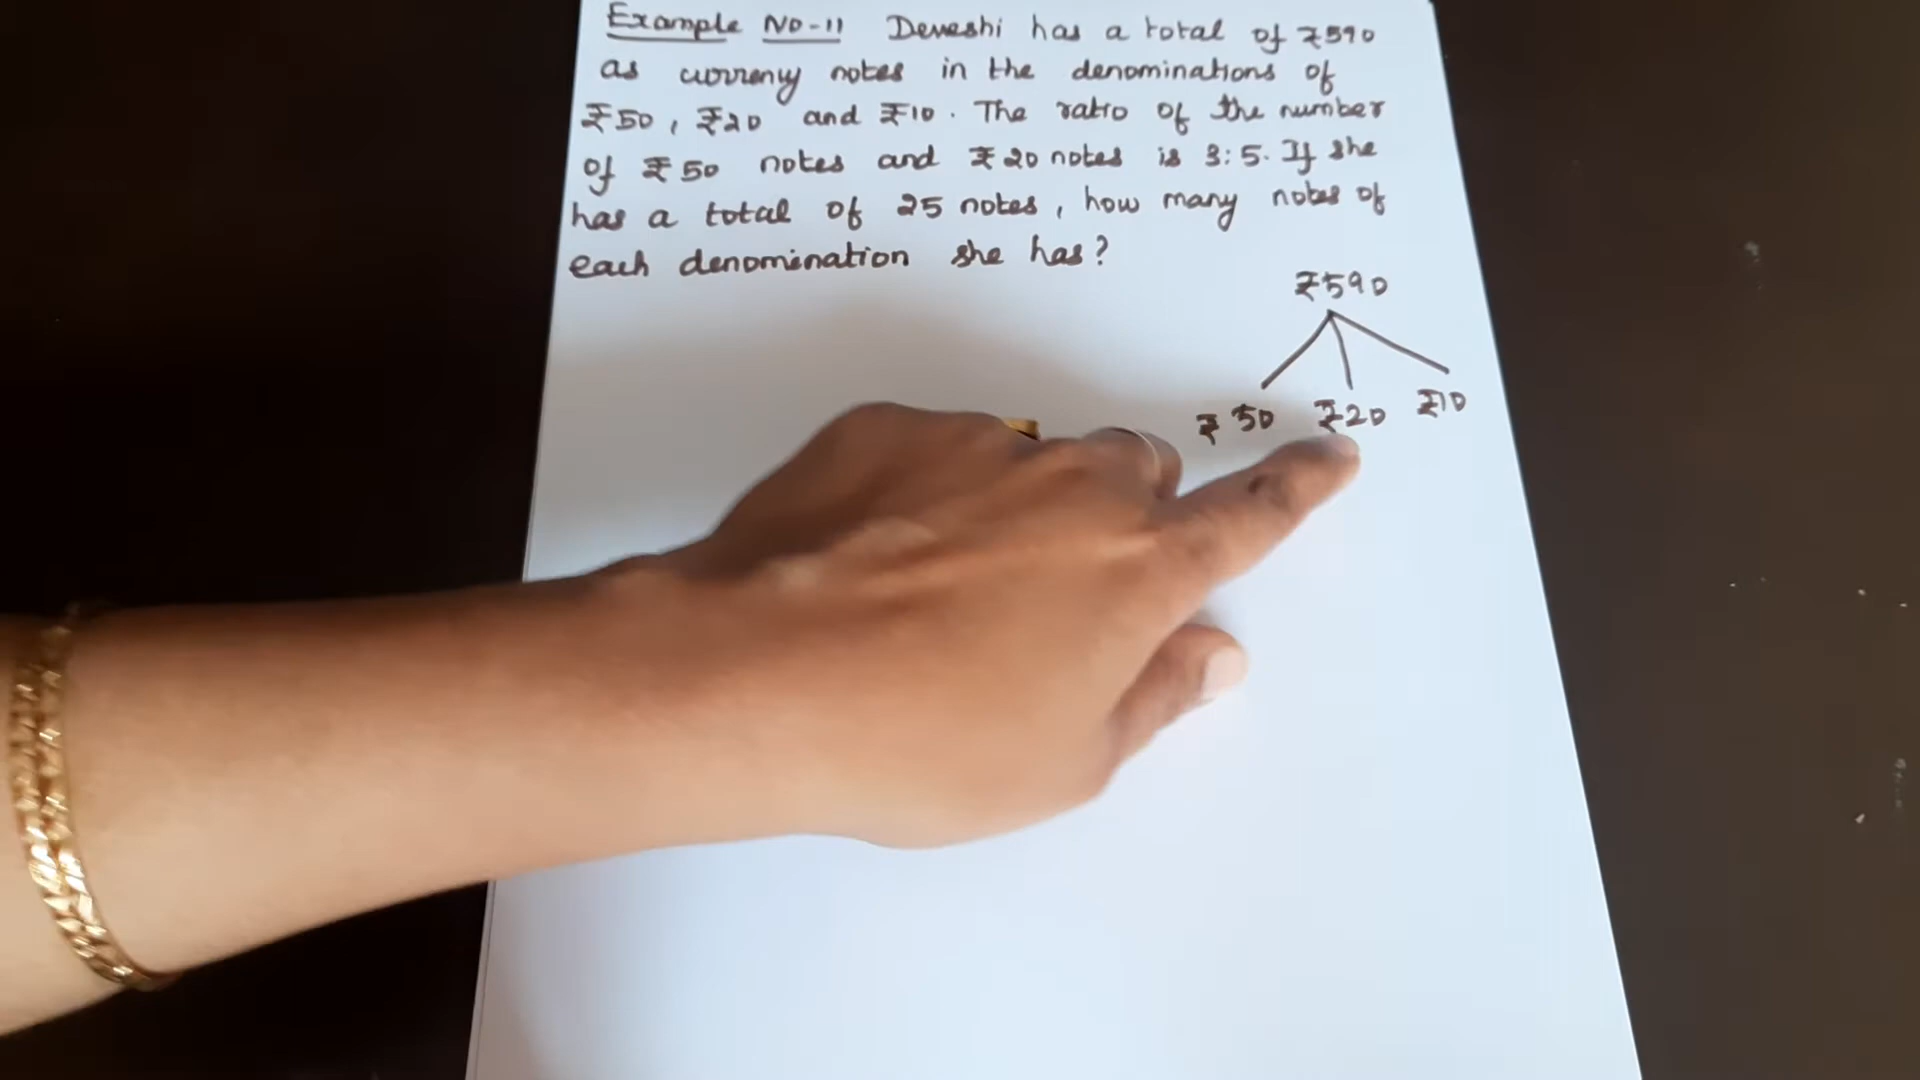 Example No-11 Deveshi has a total of ₹590
as curreny notes in the denominations of
₹50, ₹20 and ₹10. The ratio of the number
of ₹50 notes and ₹20 notes is 3:5. If she
has a total of 25 notes, how many notes of
each denomination she has?
₹590
₹50 ₹20 ₹10